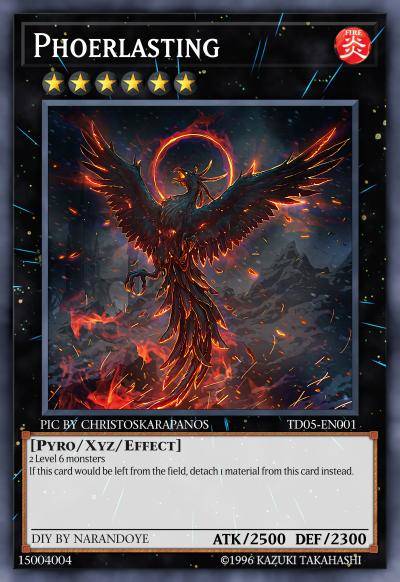 PHOERLASTING
FIRE
炎
PIC BY CHRISTOSKARAPANOS TD05-EN001
[PYRO/XYZ/EFFECT]
2 Level 6 monsters
If this card would be left from the field, detach 1 material from this card instead.
DIY BY NARANDOYE ATK/2500 DEF/2300
15004004 ©1996 KAZUKI TAKAHASHI